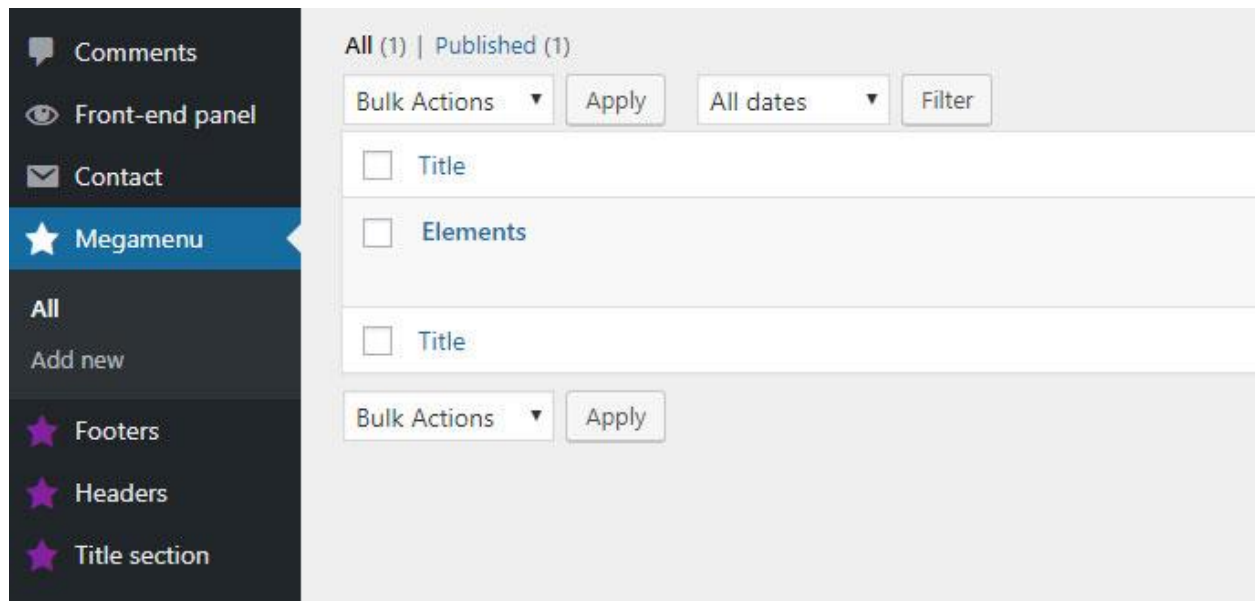 Comments
Front-end panel
Contact
Megamenu
All
Add new
Footers
Headers
Title section
All (1) | Published (1)
Bulk Actions Apply All dates Filter
Title
Elements
Title
Bulk Actions Apply